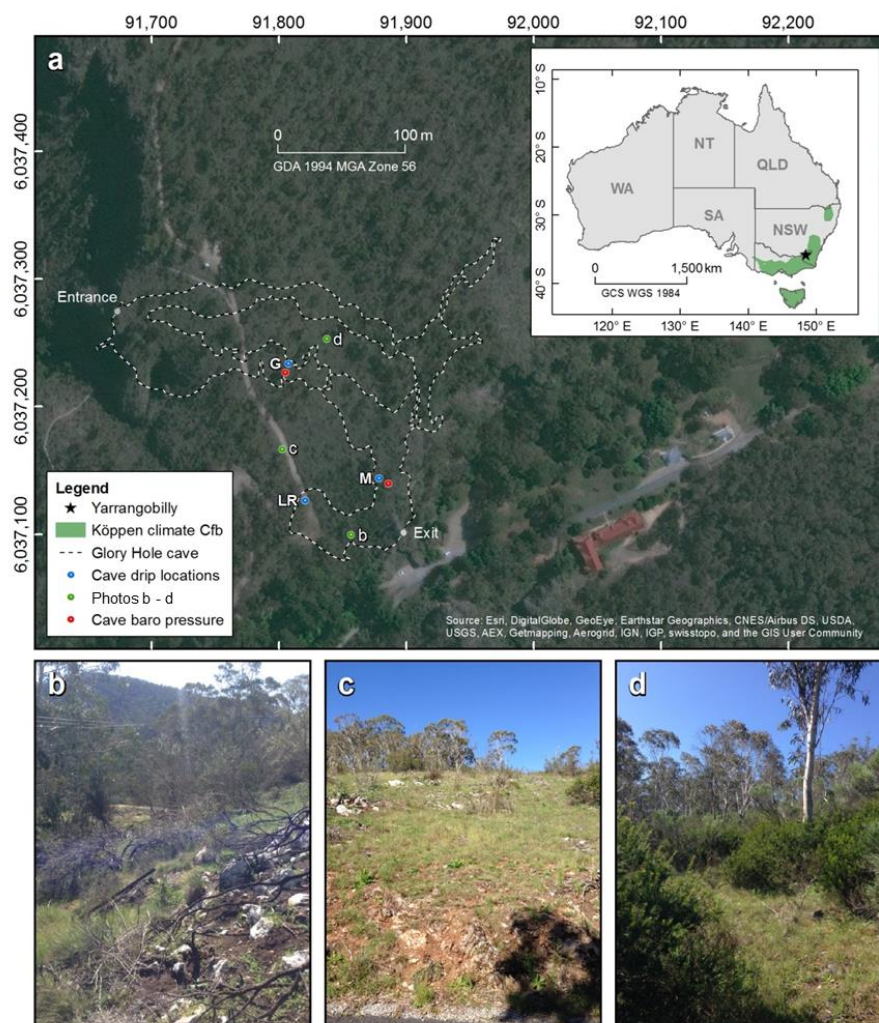 91,700 91,800 91,900 92,000 92,100 92,200
a
6,037,400
6,037,300
6,037,200
6,037,100
0 100 m
GDA 1994 MGA Zone 56
10°S
20°S
30°S
40°S
NT
QLD
WA
SA
NSW
0 1,500 km
GCS WGS 1984
120°E 130°E 140°E 150°E
Entrance
d
G
c
M
LR
b
Exit
Legend
Yarrangobilly
Köppen climate Cfb
Glory Hole cave
Cave drip locations
Photos b - d
Cave baro pressure
Source: Esri, DigitalGlobe, GeoEye, Earthstar Geographics, CNES/Airbus DS, USDA,
USGS, AEX, Getmapping, Aerogrid, IGN, IGP, swisstopo, and the GIS User Community
b
c
d